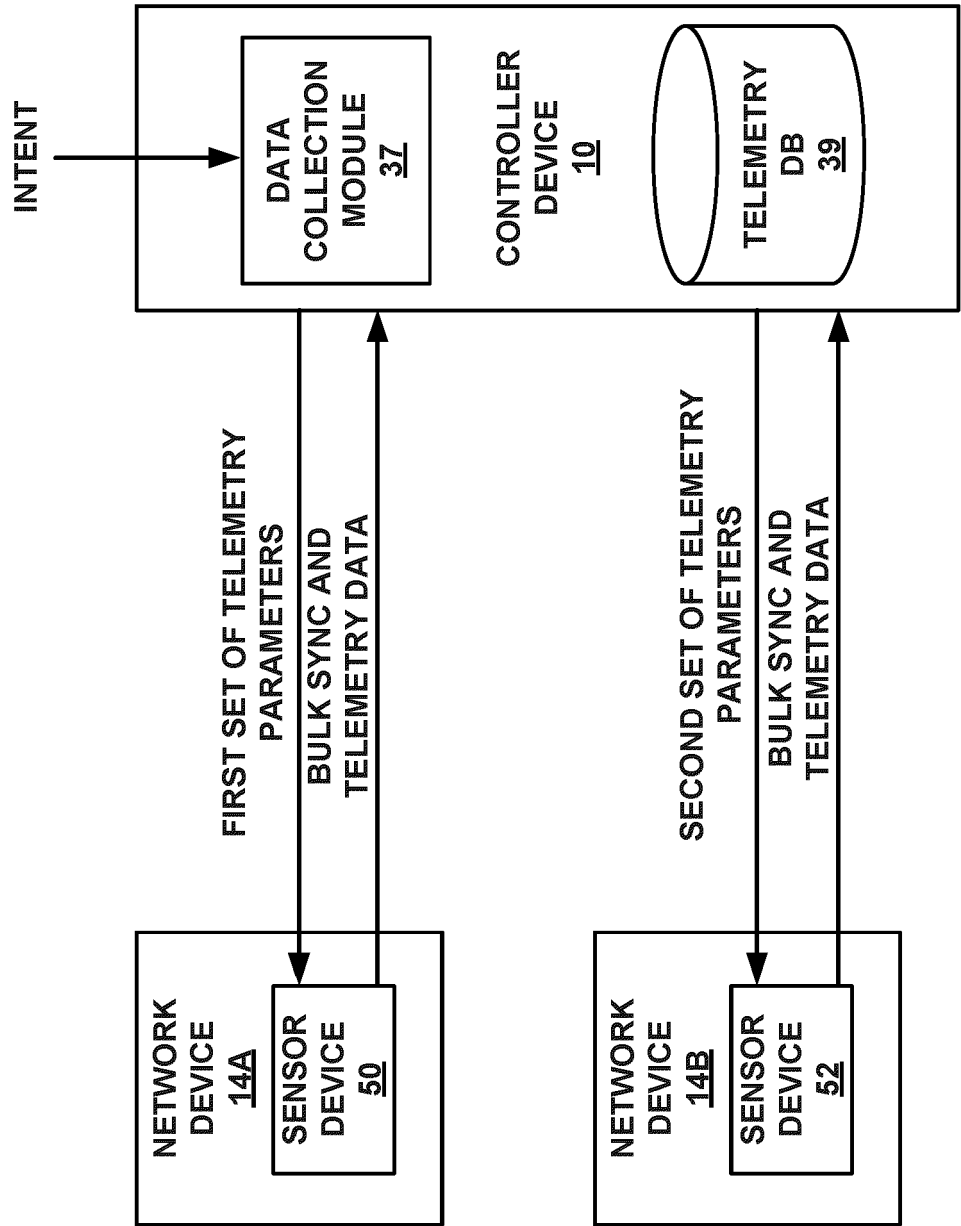 INTENT
DATA
COLLECTION
MODULE
37
CONTROLLER
DEVICE
10
TELEMETRY
DB
39
FIRST SET OF TELEMETRY
PARAMETERS
BULK SYNC AND
TELEMETRY DATA
SECOND SET OF TELEMETRY
PARAMETERS
BULK SYNC AND
TELEMETRY DATA
NETWORK
DEVICE
14A
SENSOR
DEVICE
50
NETWORK
DEVICE
14B
SENSOR
DEVICE
52